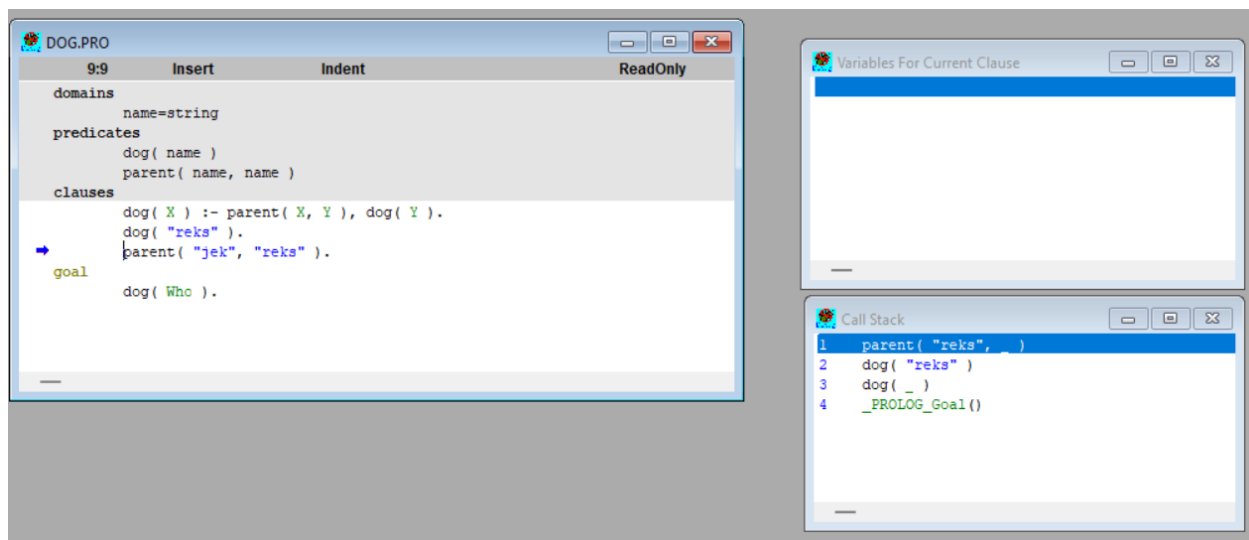 DOG.PRO
9:9 Insert Indent ReadOnly
domains
name=string
predicates
dog( name )
parent( name, name )
clauses
dog( X ) :- parent( X, Y ), dog( Y ).
dog( "reks" ).
parent( "jek", "reks" ).
goal
dog( Who ).
Variables For Current Clause
Call Stack
1 parent( "reks", _ )
2 dog( "reks" )
3 dog( _ )
4 _PROLOG_Goal()